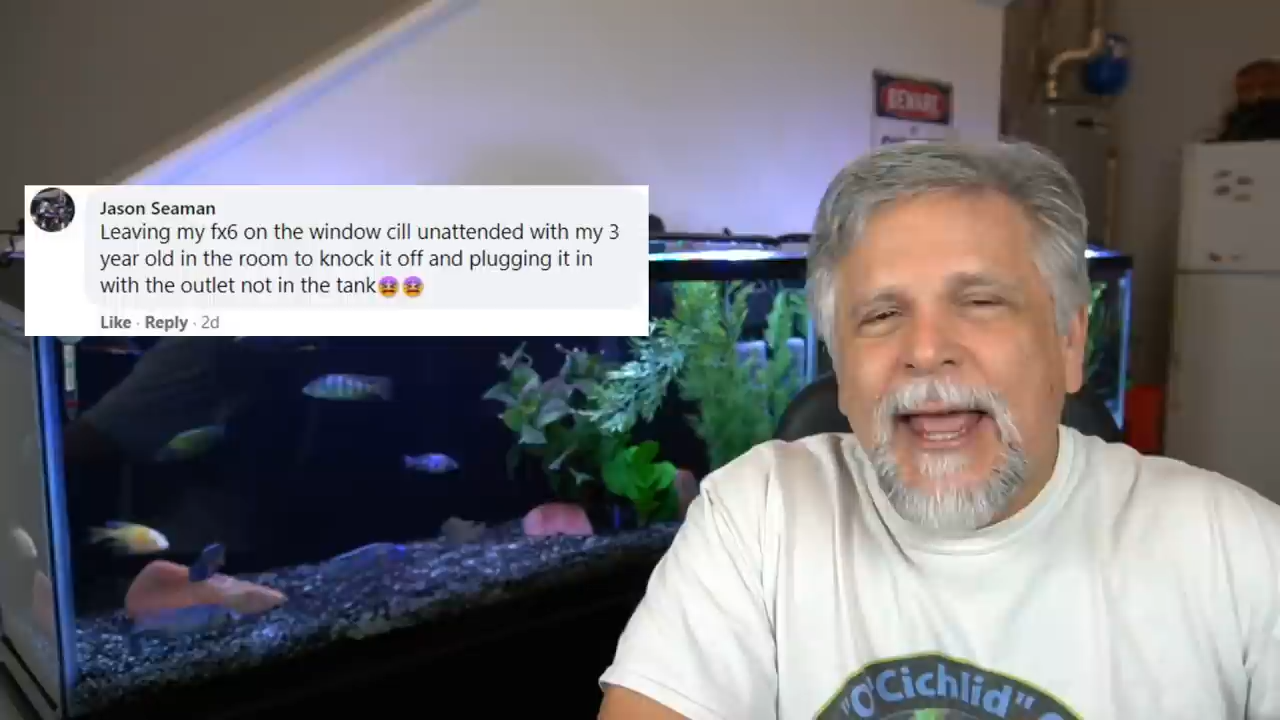 BEWARE
Jason Seaman
Leaving my fx6 on the window cill unattended with my 3
year old in the room to knock it off and plugging it in
with the outlet not in the tank😖😖
Like · Reply · 2d
"O'Cichlid"